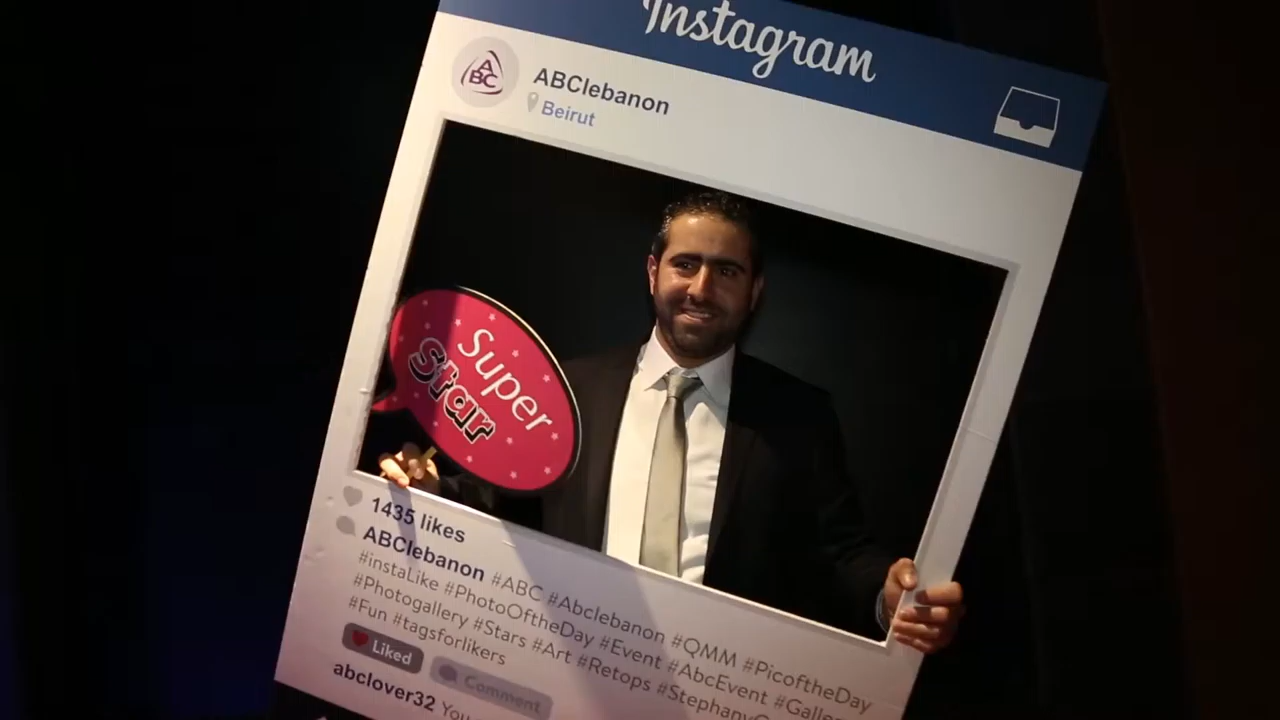 Instagram
ABC
ABClebanon
Beirut
Super
Star
1435 likes
ABClebanon #ABC #Abclebanon #QMM #PicoftheDay
#instaLike #PhotoOftheDay #Event #AbcEvent
#Photogallery #Stars #Art #Retops
#Fun #tagsforlikers
Liked
Comment
abclover32